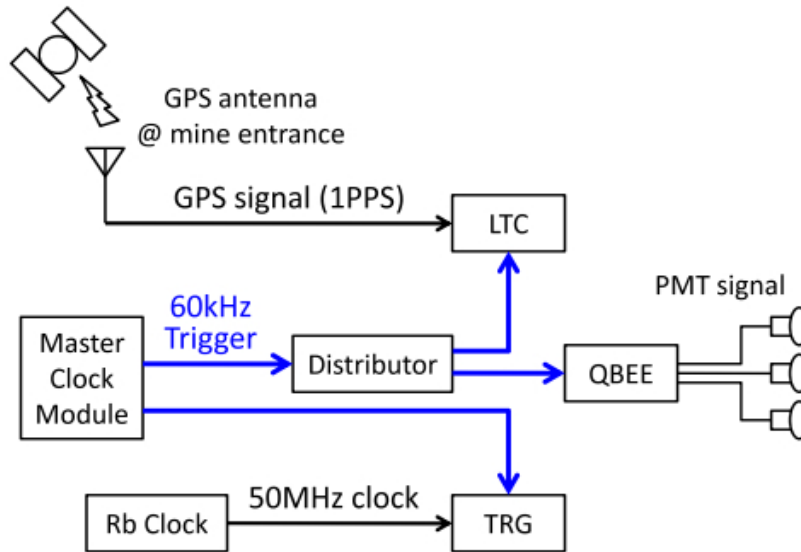 GPS antenna
@ mine entrance
GPS signal (1PPS)
LTC
60kHz
Trigger
PMT signal
Master
Clock
Module
Distributor
QBEE
50MHz clock
Rb Clock
TRG